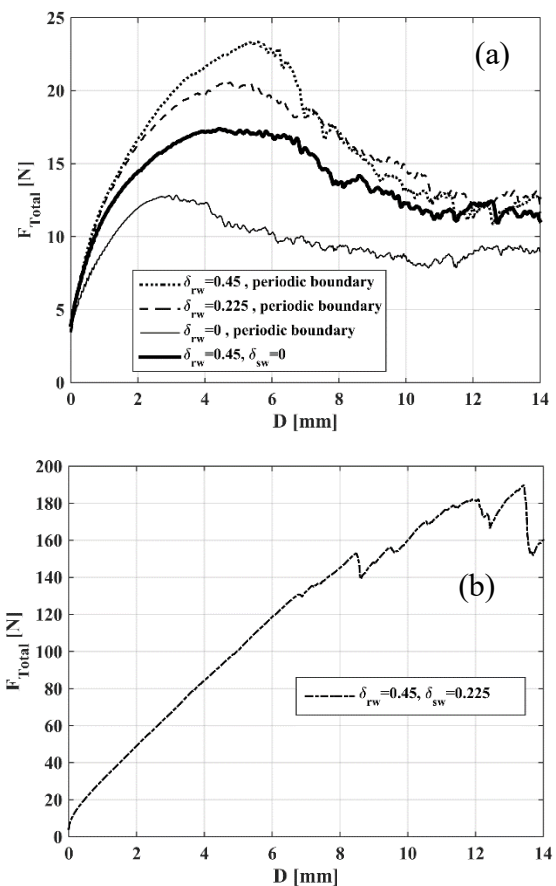 25
(a)
20
15
10
5
0
F_Total [N]
δ_rw=0.45 , periodic boundary
δ_rw=0.225 , periodic boundary
δ_rw=0 , periodic boundary
δ_rw=0.45, δ_sw=0
0 2 4 6 8 10 12 14
D [mm]
200
180
160
140
120
100
80
60
40
20
0
F_Total [N]
(b)
δ_rw=0.45, δ_sw=0.225
0 2 4 6 8 10 12 14
D [mm]